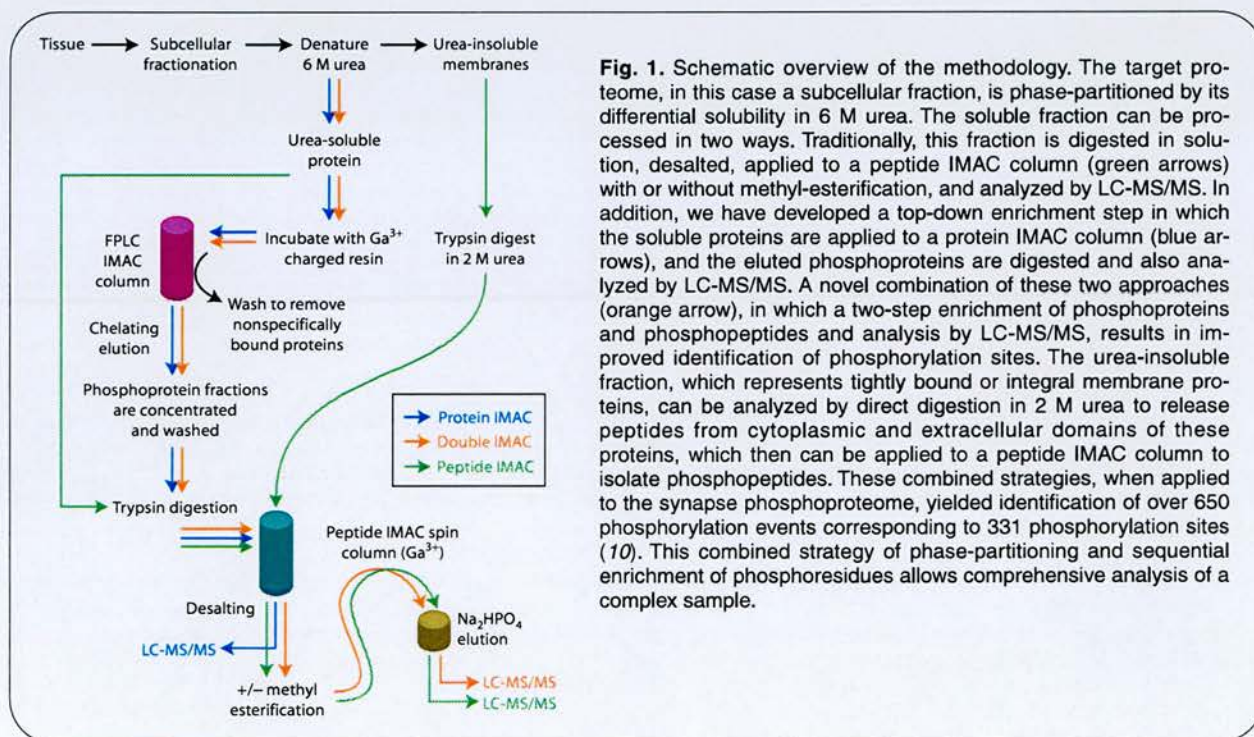 Tissue
Subcellular
fractionation
Denature
6 M urea
Urea-insoluble
membranes
Urea-soluble
protein
FPLC
IMAC
column
Incubate with Ga³⁺
charged resin
Trypsin digest
in 2 M urea
Wash to remove
nonspecifically
bound proteins
Chelating
elution
Phosphoprotein fractions
are concentrated
and washed
Protein IMAC
Double IMAC
Peptide IMAC
Trypsin digestion
Peptide IMAC spin
column (Ga³⁺)
Desalting
Na₂HPO₄
elution
LC-MS/MS
+/– methyl
esterification
LC-MS/MS
LC-MS/MS
Fig. 1. Schematic overview of the methodology. The target pro-
teome, in this case a subcellular fraction, is phase-partitioned by its
differential solubility in 6 M urea. The soluble fraction can be pro-
cessed in two ways. Traditionally, this fraction is digested in solu-
tion, desalted, applied to a peptide IMAC column (green arrows)
with or without methyl-esterification, and analyzed by LC-MS/MS. In
addition, we have developed a top-down enrichment step in which
the soluble proteins are applied to a protein IMAC column (blue ar-
rows), and the eluted phosphoproteins are digested and also ana-
lyzed by LC-MS/MS. A novel combination of these two approaches
(orange arrow), in which a two-step enrichment of phosphoproteins
and phosphopeptides and analysis by LC-MS/MS, results in im-
proved identification of phosphorylation sites. The urea-insoluble
fraction, which represents tightly bound or integral membrane pro-
teins, can be analyzed by direct digestion in 2 M urea to release
peptides from cytoplasmic and extracellular domains of these
proteins, which then can be applied to a peptide IMAC column to
isolate phosphopeptides. These combined strategies, when applied
to the synapse phosphoproteome, yielded identification of over 650
phosphorylation events corresponding to 331 phosphorylation sites
(10). This combined strategy of phase-partitioning and sequential
enrichment of phosphoresidues allows comprehensive analysis of a
complex sample.